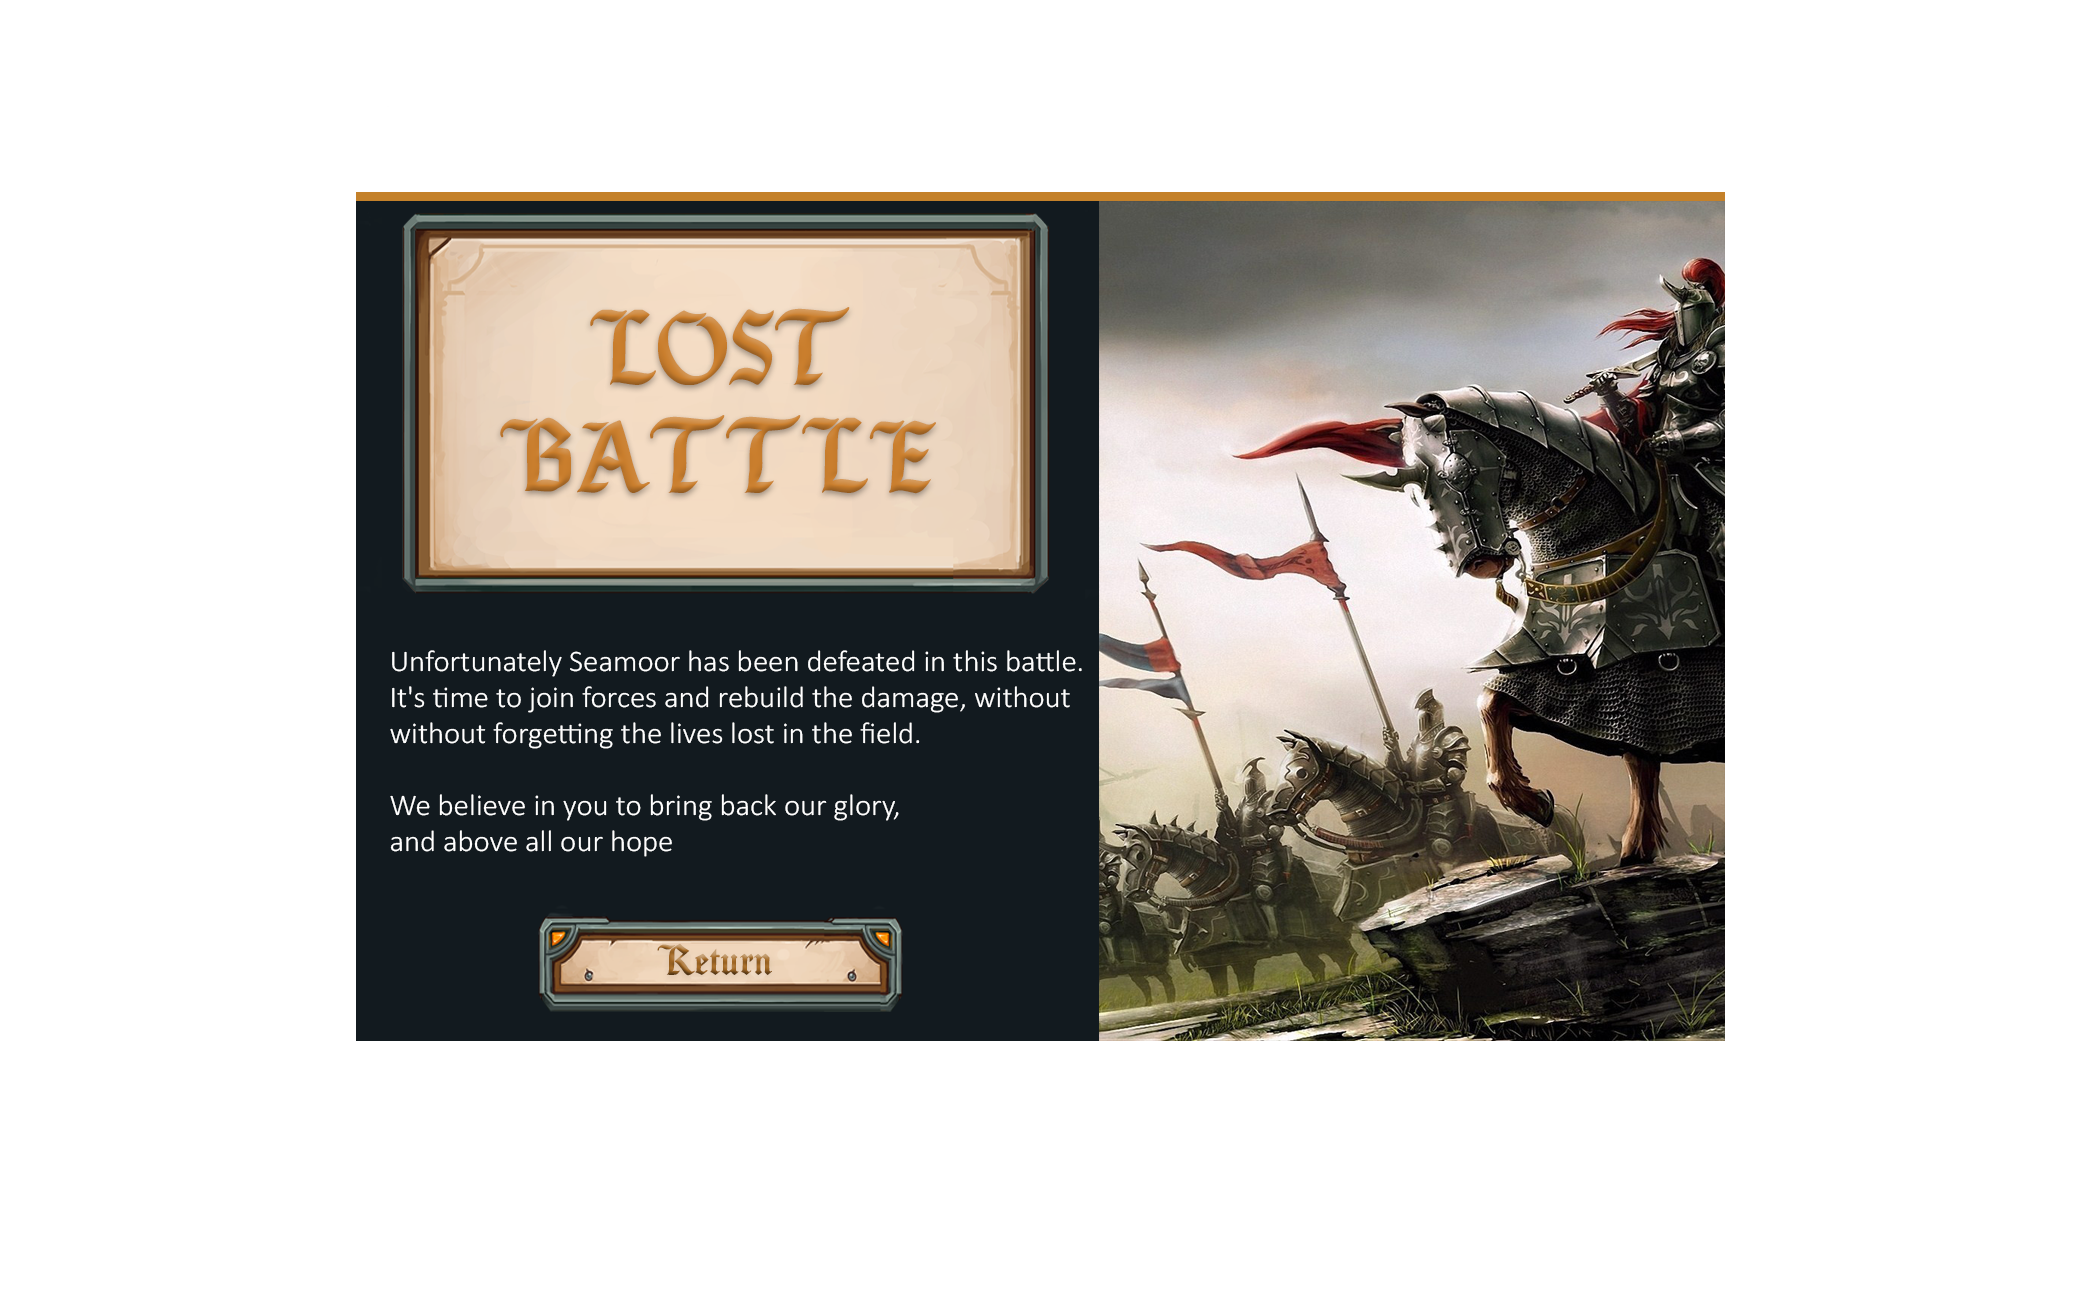 LOST
BATTLE
Unfortunately Seamoor has been defeated in this battle.
It's time to join forces and rebuild the damage, without
without forgetting the lives lost in the field.
We believe in you to bring back our glory,
and above all our hope
Return